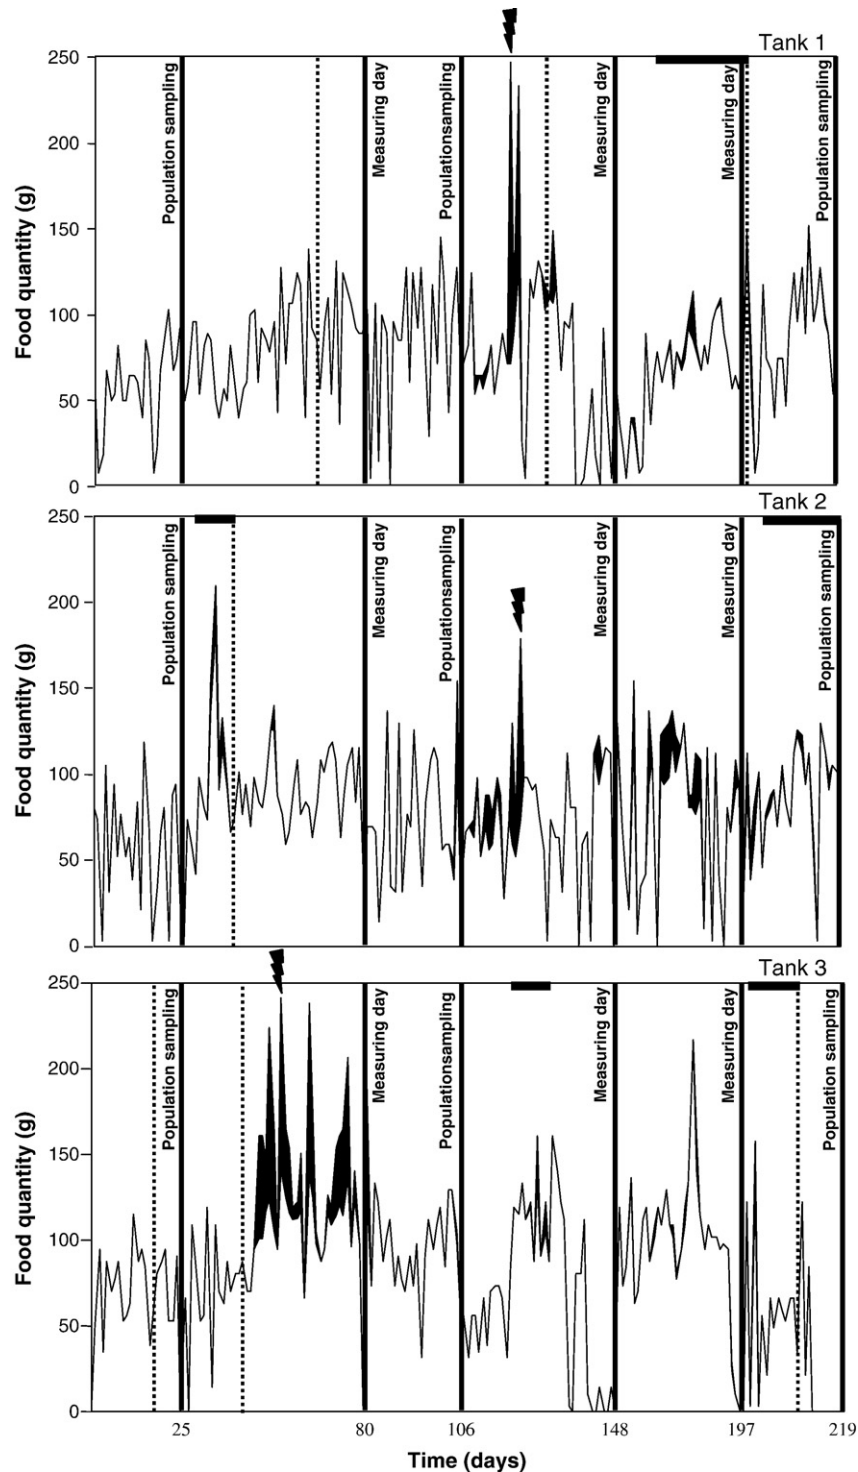 Tank 1
Food quantity (g)
250
200
150
100
50
0
Population sampling
Measuring day
Populationsampling
Measuring day
Measuring day
Population sampling
Tank 2
Food quantity (g)
250
200
150
100
50
0
Population sampling
Measuring day
Populationsampling
Measuring day
Measuring day
Population sampling
Tank 3
Food quantity (g)
250
200
150
100
50
0
Population sampling
Measuring day
Populationsampling
Measuring day
Measuring day
Population sampling
25 80 106 148 197 219
Time (days)